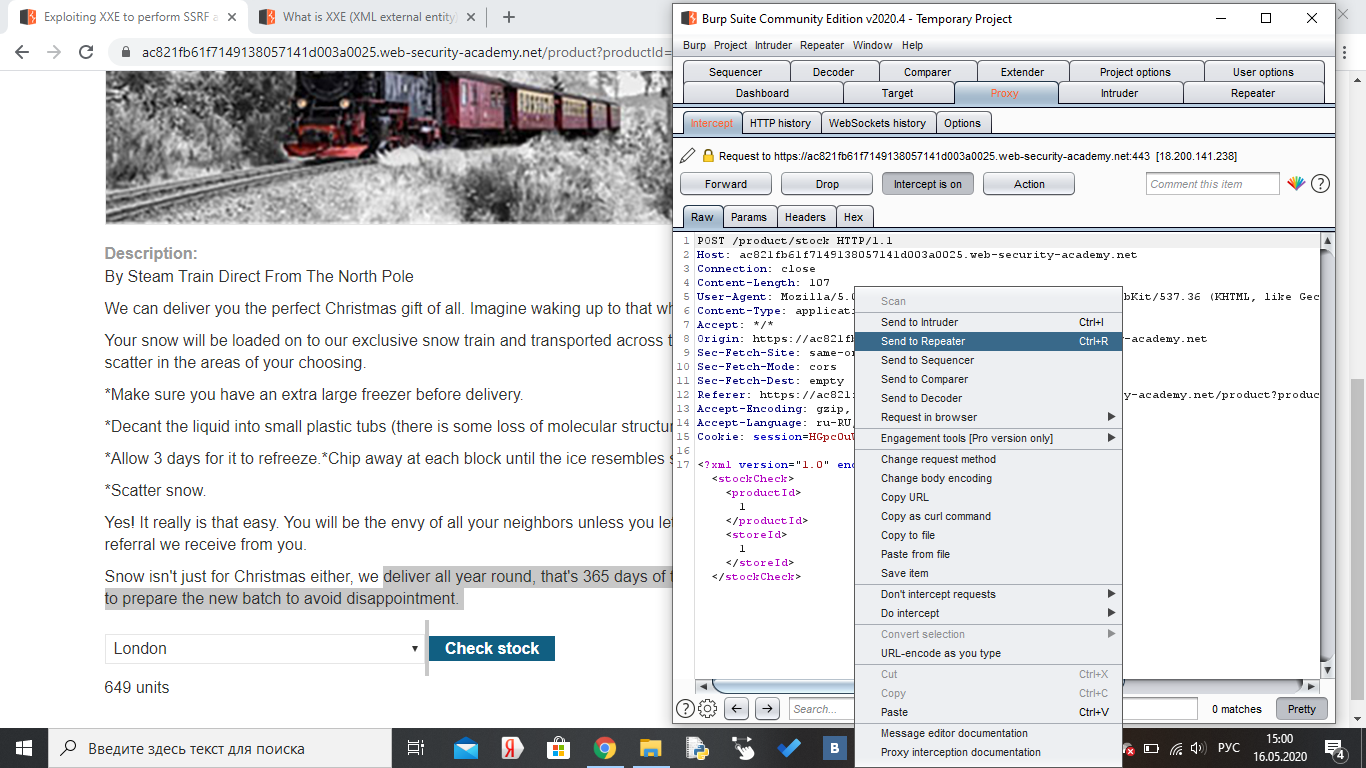 Exploiting XXE to perform SSRF a
What is XXE (XML external entity
ac821fb61f7149138057141d003a0025.web-security-academy.net/product?productId=
Description:
By Steam Train Direct From The North Pole
We can deliver you the perfect Christmas gift of all. Imagine waking up to that wh
Your snow will be loaded on to our exclusive snow train and transported across t
scatter in the areas of your choosing.
*Make sure you have an extra large freezer before delivery.
*Decant the liquid into small plastic tubs (there is some loss of molecular structur
*Allow 3 days for it to refreeze.*Chip away at each block until the ice resembles s
*Scatter snow.
Yes! It really is that easy. You will be the envy of all your neighbors unless you let
referral we receive from you.
Snow isn't just for Christmas either, we deliver all year round, that's 365 days of t
to prepare the new batch to avoid disappointment.
London
Check stock
649 units
Burp Suite Community Edition v2020.4 - Temporary Project
Burp Project Intruder Repeater Window Help
Sequencer Decoder Comparer Extender Project options User options
Dashboard Target Proxy Intruder Repeater
Intercept HTTP history WebSockets history Options
Request to https://ac821fb61f7149138057141d003a0025.web-security-academy.net:443 [18.200.141.238]
Forward Drop Intercept is on Action Comment this item
Raw Params Headers Hex
1 POST /product/stock HTTP/1.1
2 Host: ac821fb61f7149138057141d003a0025.web-security-academy.net
3 Connection: close
4 Content-Length: 107
5 User-Agent: Mozilla/5.0 bKit/537.36 (KHTML, like Gec
6 Content-Type: applicati
7 Accept: */*
8 Origin: https://ac821fb y-academy.net
9 Sec-Fetch-Site: same-or
10 Sec-Fetch-Mode: cors
11 Sec-Fetch-Dest: empty
12 Referer: https://ac821f y-academy.net/product?produc
13 Accept-Encoding: gzip,
14 Accept-Language: ru-RU,
15 Cookie: session=HGpcOuW
16
17 <?xml version="1.0" enc
<stockCheck>
<productId>
1
</productId>
<storeId>
1
</storeId>
</stockCheck>
Scan
Send to Intruder Ctrl+I
Send to Repeater Ctrl+R
Send to Sequencer
Send to Comparer
Send to Decoder
Request in browser
Engagement tools [Pro version only]
Change request method
Change body encoding
Copy URL
Copy as curl command
Copy to file
Paste from file
Save item
Don't intercept requests
Do intercept
Convert selection
URL-encode as you type
Cut Ctrl+X
Copy Ctrl+C
Paste Ctrl+V
Message editor documentation
Proxy interception documentation
Search... 0 matches Pretty
Введите здесь текст для поиска
РУС
15:00
16.05.2020
4